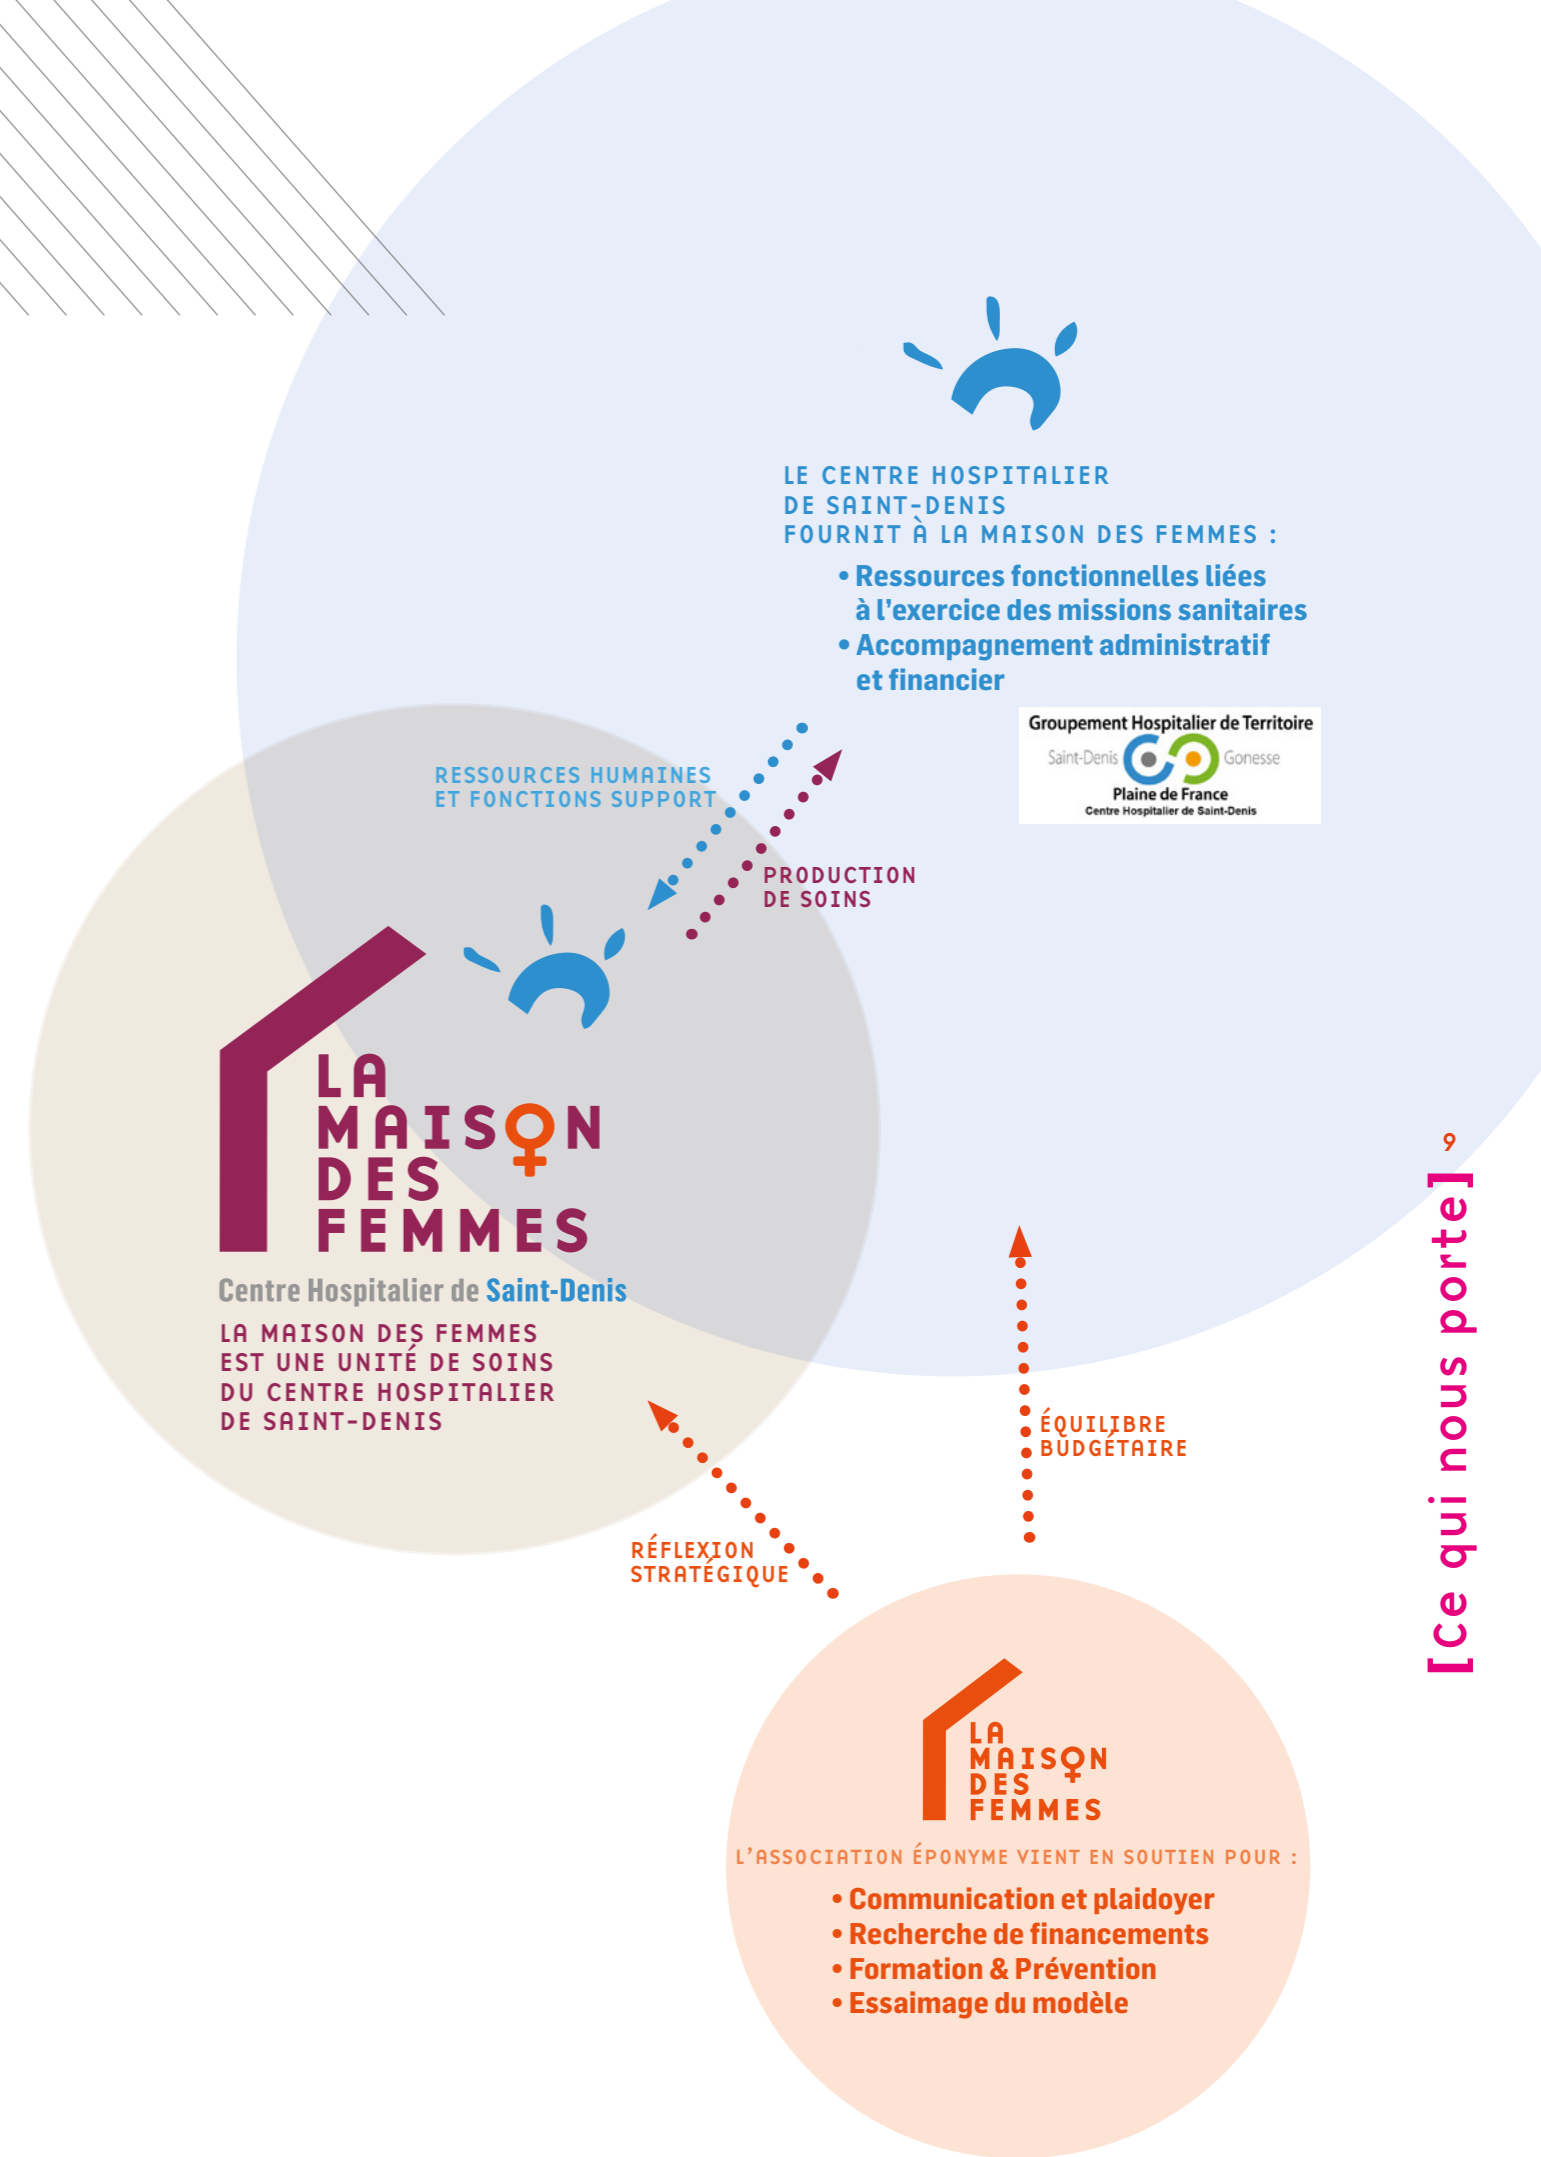 LE CENTRE HOSPITALIER
DE SAINT-DENIS
FOURNIT À LA MAISON DES FEMMES :
• Ressources fonctionnelles liées
à l’exercice des missions sanitaires
• Accompagnement administratif
et financier
Groupement Hospitalier de Territoire
Saint-Denis Gonesse
Plaine de France
Centre Hospitalier de Saint-Denis
RESSOURCES HUMAINES
ET FONCTIONS SUPPORT
PRODUCTION
DE SOINS
LA
MAISON
DES
FEMMES
Centre Hospitalier de Saint-Denis
LA MAISON DES FEMMES
EST UNE UNITÉ DE SOINS
DU CENTRE HOSPITALIER
DE SAINT-DENIS
ÉQUILIBRE
BUDGÉTAIRE
RÉFLEXION
STRATÉGIQUE
LA
MAISON
DES
FEMMES
L’ASSOCIATION ÉPONYME VIENT EN SOUTIEN POUR :
• Communication et plaidoyer
• Recherche de financements
• Formation & Prévention
• Essaimage du modèle
9
[Ce qui nous porte]